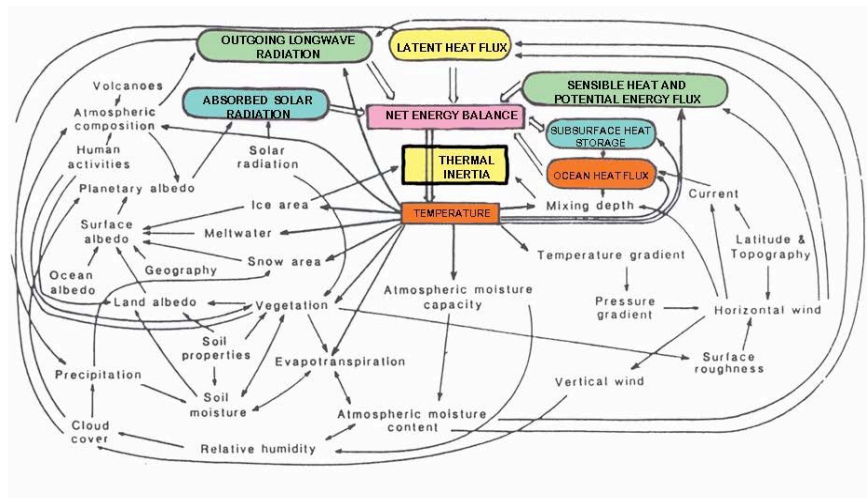 OUTGOING LONGWAVE
RADIATION
LATENT HEAT FLUX
Volcanoes
ABSORBED SOLAR
RADIATION
SENSIBLE HEAT AND
POTENTIAL ENERGY FLUX
Atmospheric
composition
NET ENERGY BALANCE
SUBSURFACE HEAT
STORAGE
Human
activities
Solar
radiation
THERMAL
INERTIA
OCEAN HEAT FLUX
Planetary albedo
Current
Ice area
Mixing depth
TEMPERATURE
Surface
albedo
Meltwater
Latitude &
Topography
Snow area
Temperature gradient
Ocean
albedo
Geography
Atmospheric moisture
capacity
Land albedo
Vegetation
Pressure
gradient
Horizontal wind
Soil
properties
Evapotranspiration
Surface
roughness
Precipitation
Vertical wind
Soil
moisture
Atmospheric moisture
content
Cloud
cover
Relative humidity